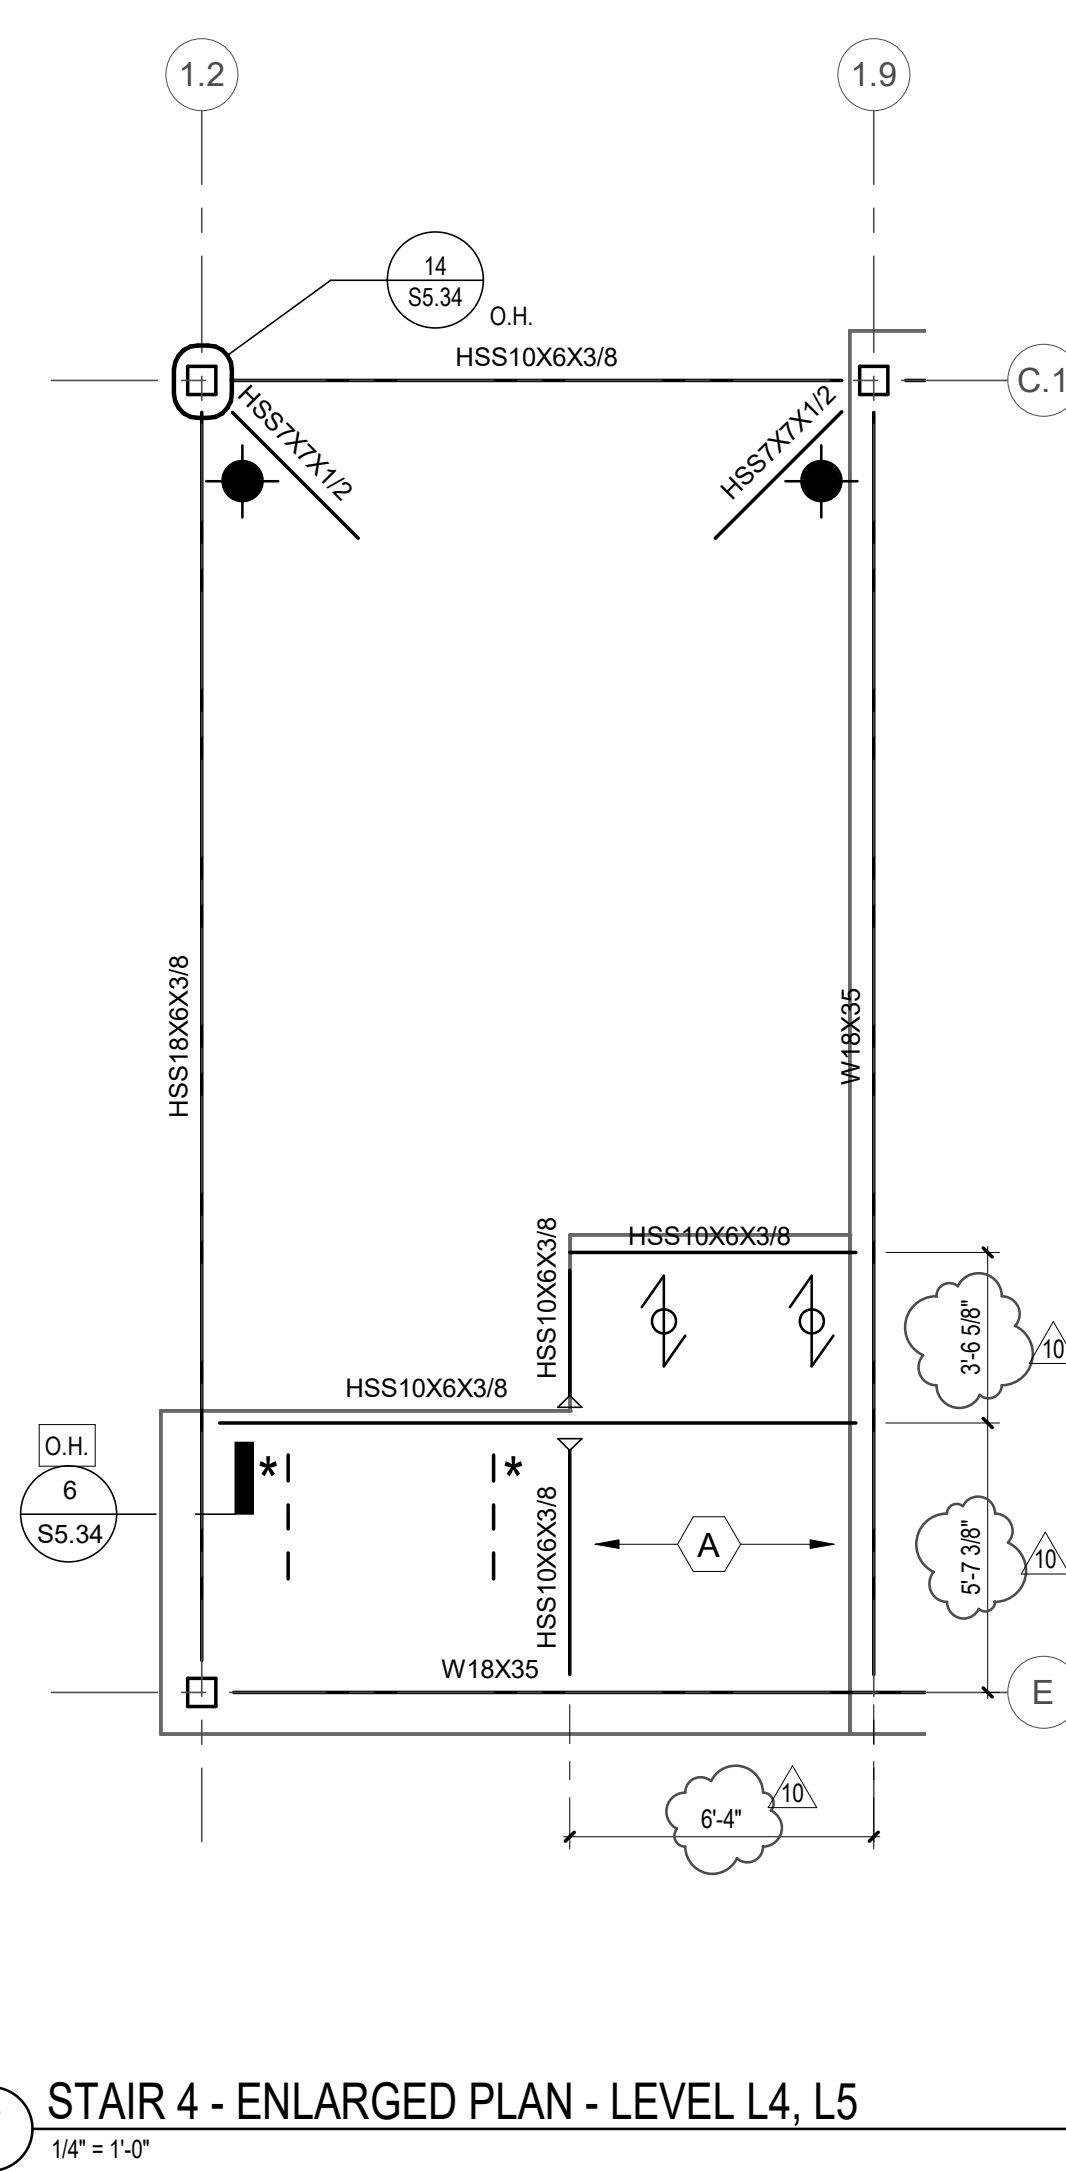 1.2
1.9
14
S5.34
O.H.
HSS10X6X3/8
C.1
HSS7X7X1/2
HSS7X7X1/2
HSS18X6X3/8
W18X35
HSS10X6X3/8
HSS10X6X3/8
3'-6 5/8"
10
HSS10X6X3/8
O.H.
6
S5.34
*
*
HSS10X6X3/8
A
5'-7 3/8"
10
W18X35
E
6'-4"
10
STAIR 4 - ENLARGED PLAN - LEVEL L4, L5
1/4" = 1'-0"